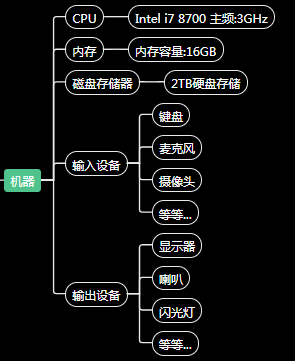 CPU
Intel i7 8700 主频:3GHz
内存
内存容量:16GB
磁盘存储器
2TB硬盘存储
键盘
麦克风
输入设备
摄像头
机器
等等...
显示器
喇叭
输出设备
闪光灯
等等...